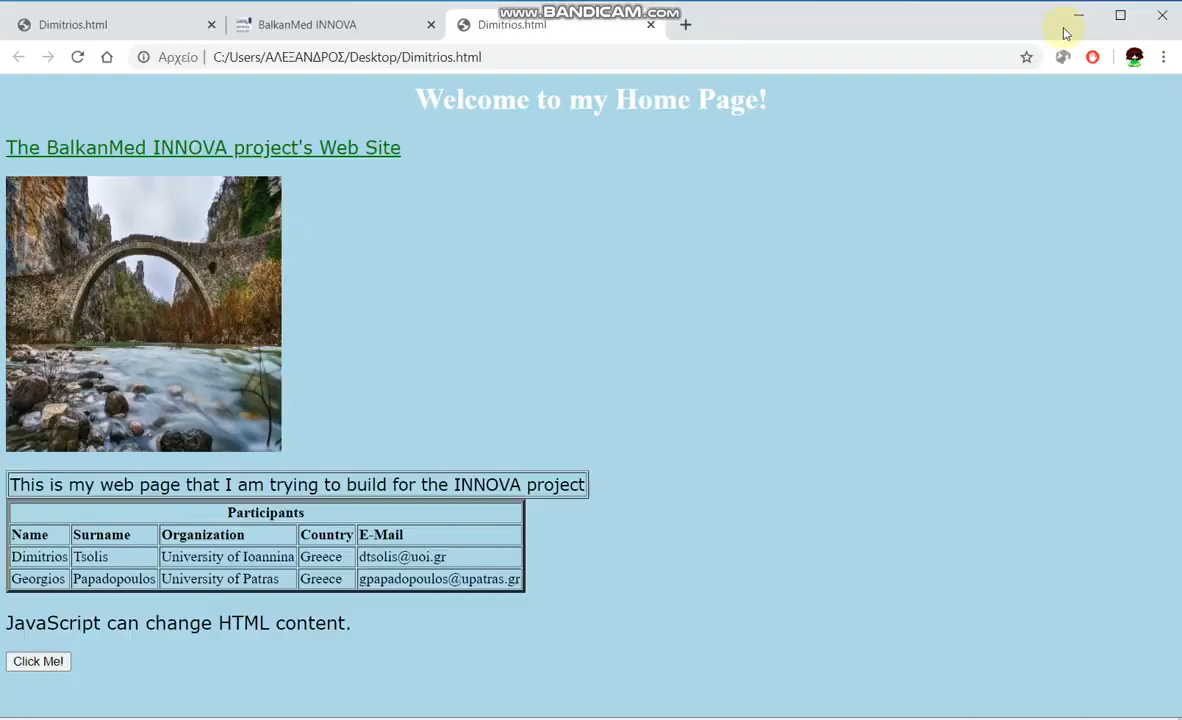 www.BANDICAM.com
Dimitrios.html
BalkanMed INNOVA
Dimitrios.html
Αρχείο
C:/Users/ΑΛΕΞΑΝΔΡΟΣ/Desktop/Dimitrios.html
Welcome to my Home Page!
The BalkanMed INNOVA project's Web Site
This is my web page that I am trying to build for the INNOVA project
Participants
Name Surname Organization Country E-Mail
Dimitrios Tsolis University of Ioannina Greece dtsolis@uoi.gr
Georgios Papadopoulos University of Patras Greece gpapadopoulos@upatras.gr
JavaScript can change HTML content.
Click Me!